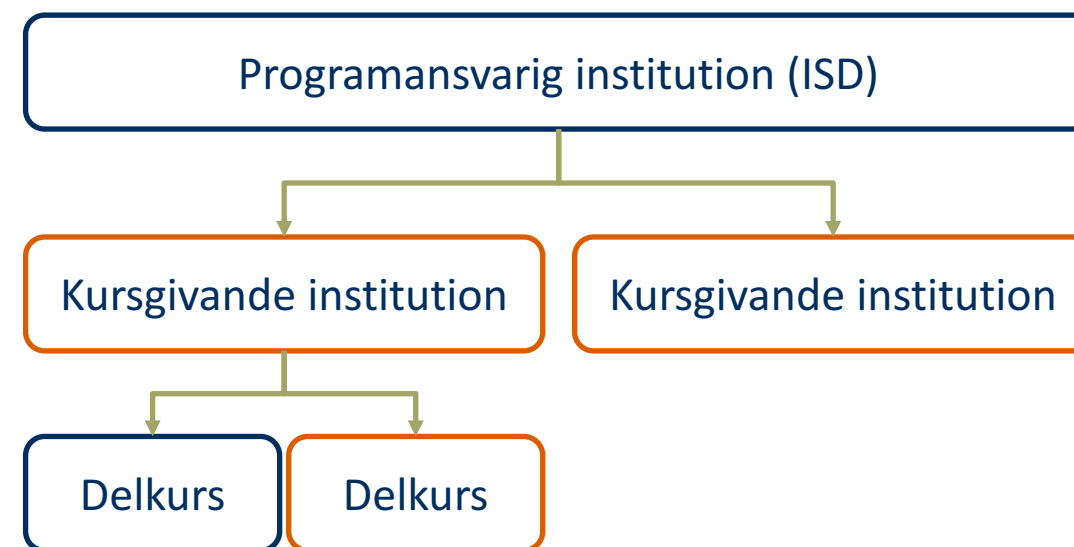 Programansvarig institution (ISD)
Kursgivande institution
Kursgivande institution
Delkurs
Delkurs